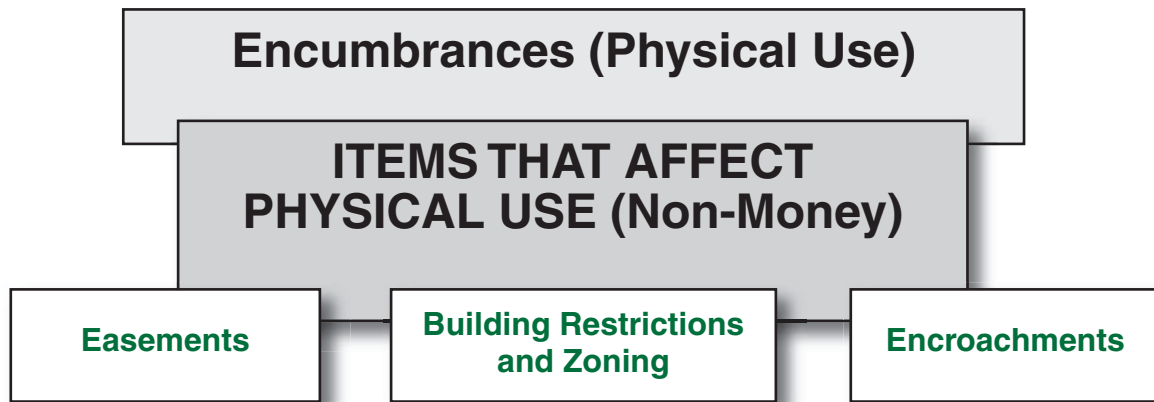 Encumbrances (Physical Use)
ITEMS THAT AFFECT
PHYSICAL USE (Non-Money)
Easements
Building Restrictions
and Zoning
Encroachments